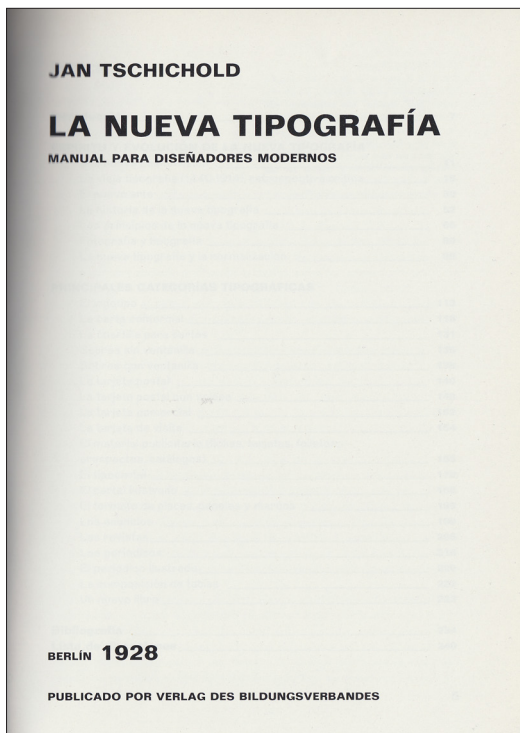 JAN TSCHICHOLD
LA NUEVA TIPOGRAFÍA
MANUAL PARA DISEÑADORES MODERNOS
BERLÍN 1928
PUBLICADO POR VERLAG DES BILDUNGSVERBANDES